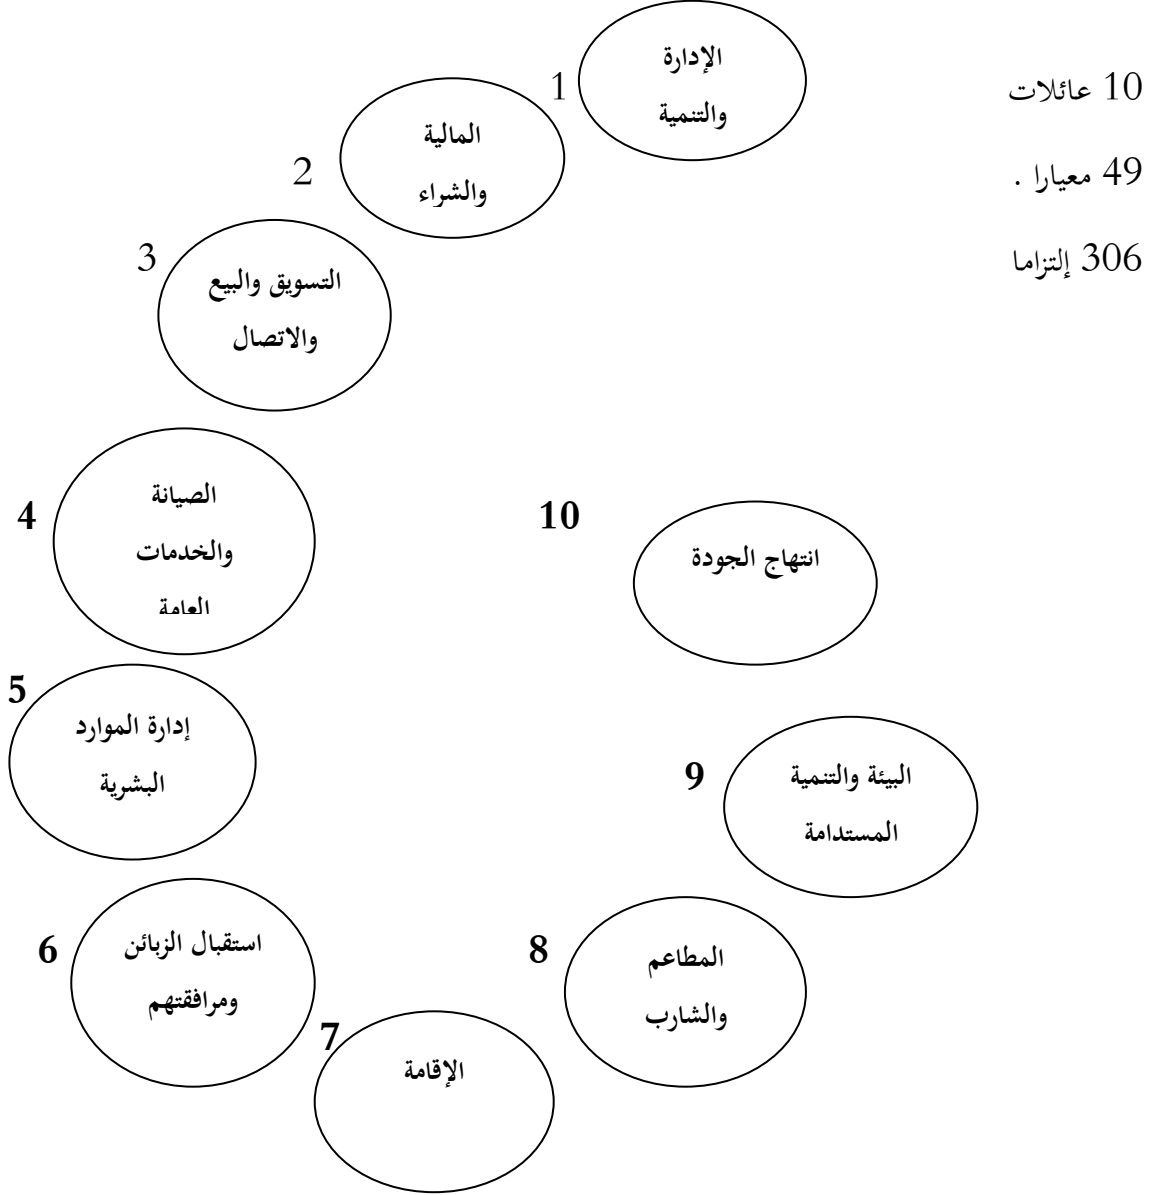 10 عائلات
49 معيارا .
306 إلتزاما
1
الإدارة
والتنمية
2
المالية
والشراء
3
التسويق والبيع
والاتصال
4
الصيانة
والخدمات
العامة
5
إدارة الموارد
البشرية
6
استقبال الزبائن
ومرافقتهم
7
الإقامة
8
المطاعم
والشارب
9
البيئة والتنمية
المستدامة
10
انتهاج الجودة